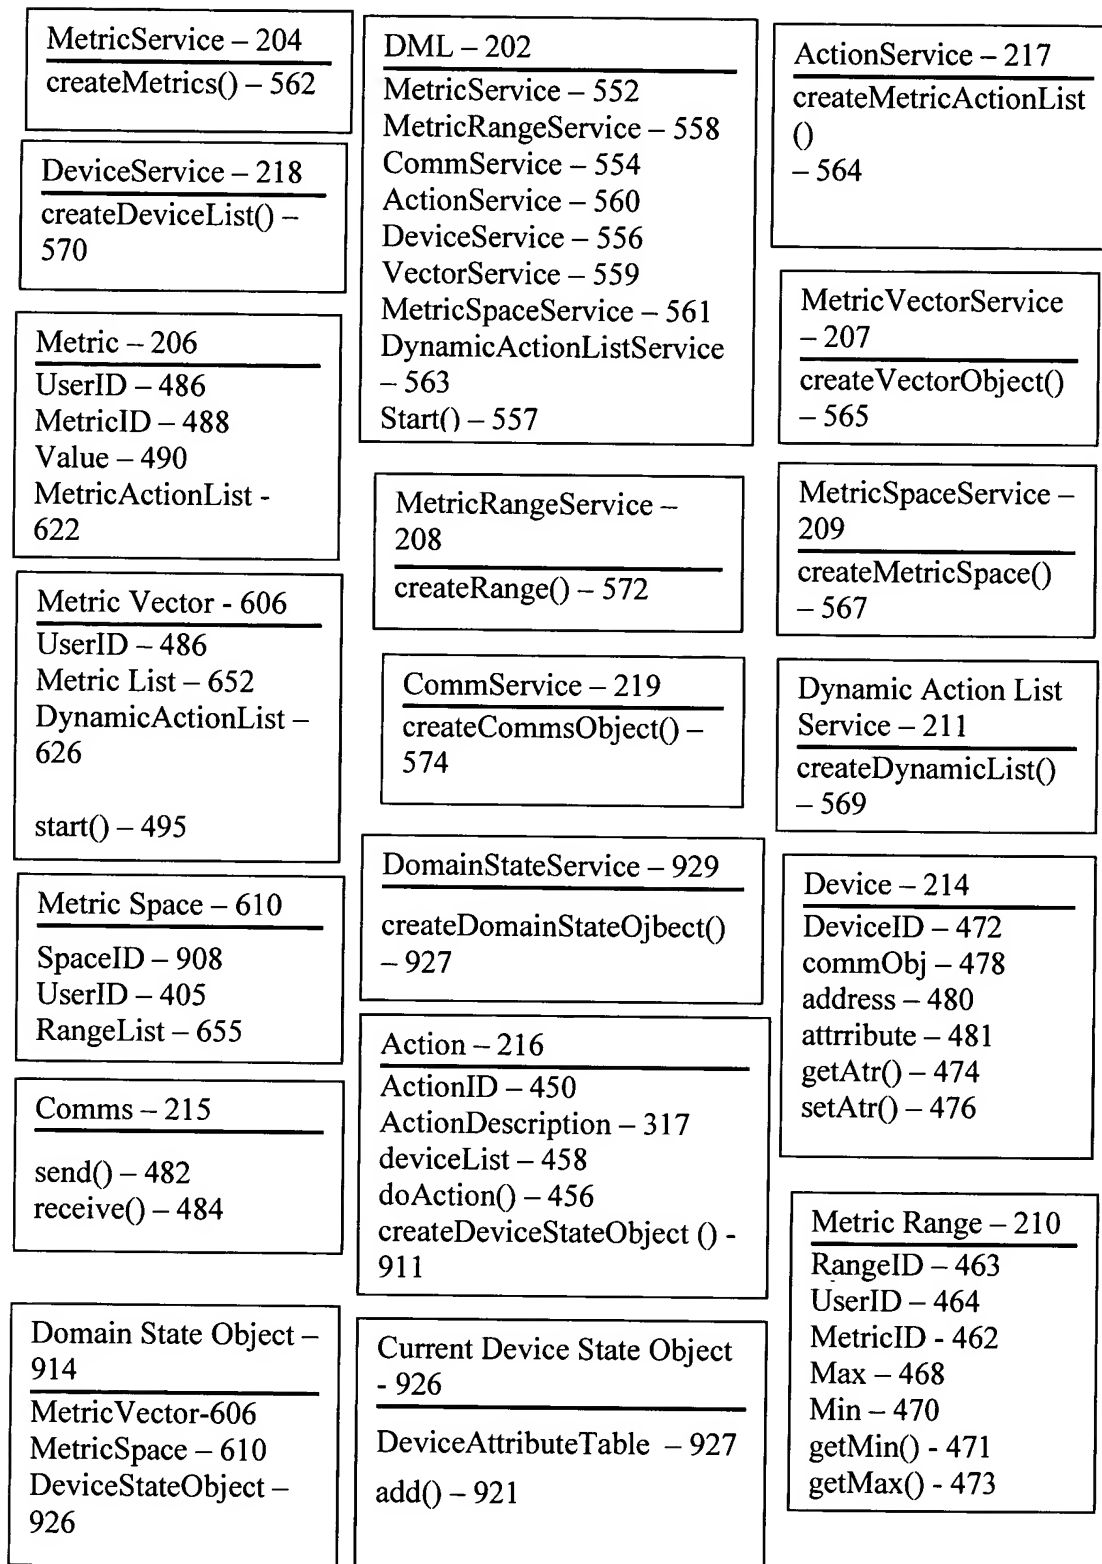 MetricService – 204
createMetrics() – 562
DeviceService – 218
createDeviceList() –
570
Metric – 206
UserID – 486
MetricID – 488
Value – 490
MetricActionList -
622
Metric Vector - 606
UserID – 486
Metric List – 652
DynamicActionList –
626
start() – 495
Metric Space – 610
SpaceID – 908
UserID – 405
RangeList – 655
Comms – 215
send() – 482
receive() – 484
Domain State Object –
914
MetricVector-606
MetricSpace – 610
DeviceStateObject –
926
DML – 202
MetricService – 552
MetricRangeService – 558
CommService – 554
ActionService – 560
DeviceService – 556
VectorService – 559
MetricSpaceService – 561
DynamicActionListService
– 563
Start() – 557
MetricRangeService –
208
createRange() – 572
CommService – 219
createCommsObject() –
574
DomainStateService – 929
createDomainStateOjbect()
– 927
Action – 216
ActionID – 450
ActionDescription – 317
deviceList – 458
doAction() – 456
createDeviceStateObject () -
911
Current Device State Object
- 926
DeviceAttributeTable – 927
add() – 921
ActionService – 217
createMetricActionList
()
– 564
MetricVectorService
– 207
createVectorObject()
– 565
MetricSpaceService –
209
createMetricSpace()
– 567
Dynamic Action List
Service – 211
createDynamicList()
– 569
Device – 214
DeviceID – 472
commObj – 478
address – 480
attrribute – 481
getAtr() – 474
setAtr() – 476
Metric Range – 210
RangeID – 463
UserID – 464
MetricID - 462
Max – 468
Min – 470
getMin() - 471
getMax() - 473